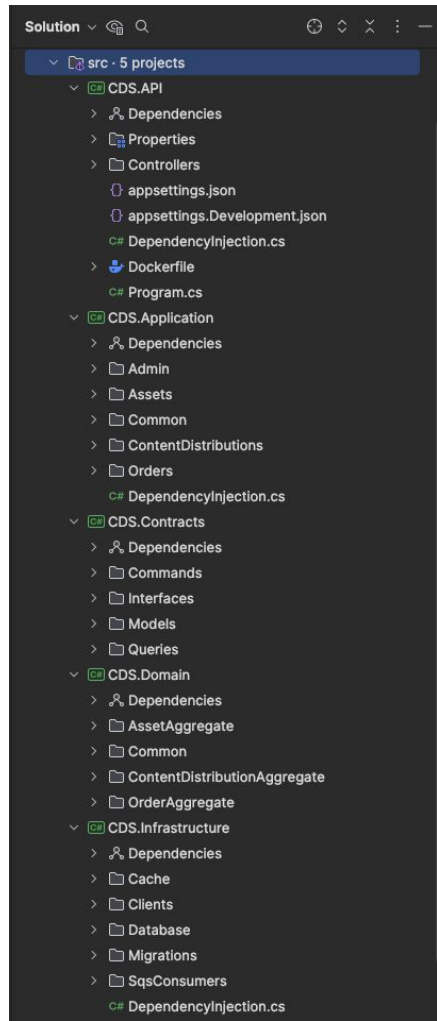 Solution
src · 5 projects
C# CDS.API
Dependencies
Properties
Controllers
{} appsettings.json
{} appsettings.Development.json
C# DependencyInjection.cs
Dockerfile
C# Program.cs
C# CDS.Application
Dependencies
Admin
Assets
Common
ContentDistributions
Orders
C# DependencyInjection.cs
C# CDS.Contracts
Dependencies
Commands
Interfaces
Models
Queries
C# CDS.Domain
Dependencies
AssetAggregate
Common
ContentDistributionAggregate
OrderAggregate
C# CDS.Infrastructure
Dependencies
Cache
Clients
Database
Migrations
SqsConsumers
C# DependencyInjection.cs